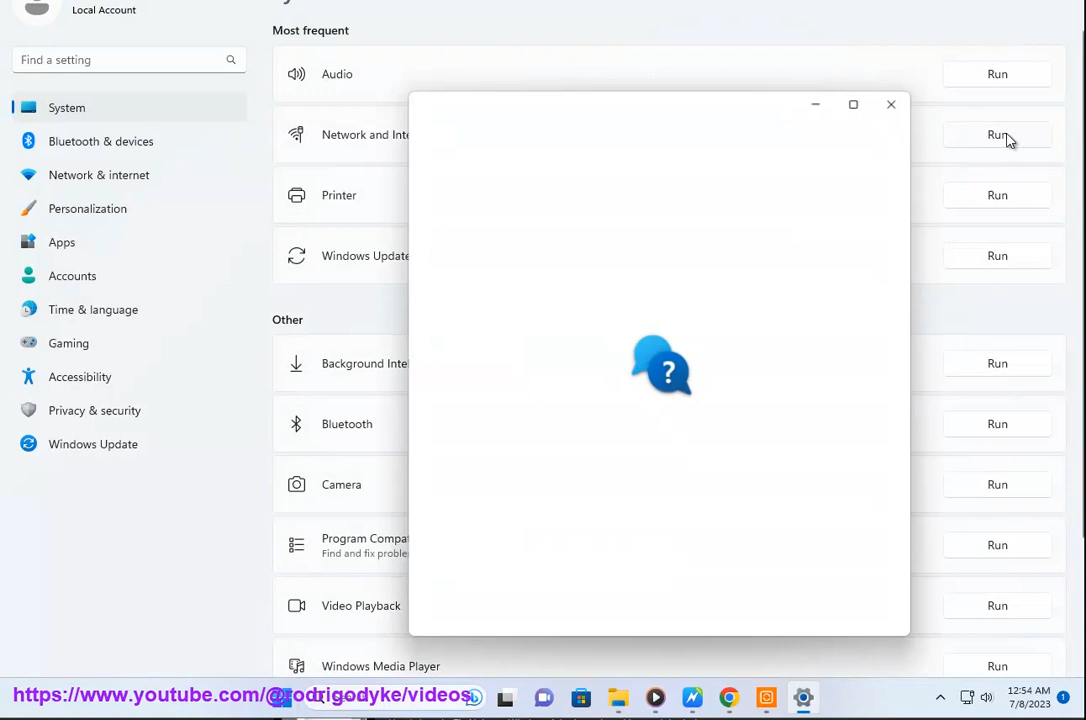 Local Account
Find a setting
System
Bluetooth & devices
Network & internet
Personalization
Apps
Accounts
Time & language
Gaming
Accessibility
Privacy & security
Windows Update
Most frequent
Audio
Run
Network and Inte
Run
Printer
Run
Windows Update
Run
Other
Background Intel
Run
Bluetooth
Run
Camera
Run
Program Compat
Find and fix proble
Run
Video Playback
Run
Windows Media Player
Run
?
https://www.youtube.com/@rodrigodyke/videos
12:54 AM
7/8/2023
1